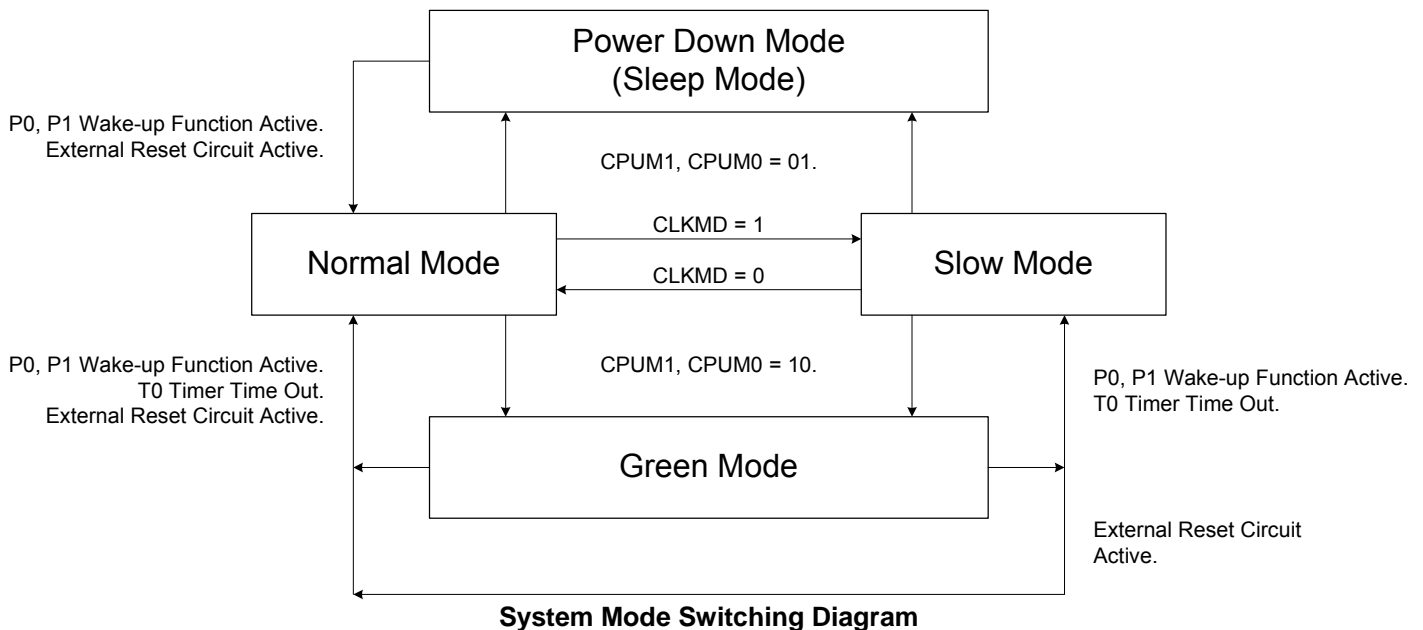 Power Down Mode
(Sleep Mode)
P0, P1 Wake-up Function Active.
External Reset Circuit Active.
CPUM1, CPUM0 = 01.
CLKMD = 1
Normal Mode
Slow Mode
CLKMD = 0
P0, P1 Wake-up Function Active.
T0 Timer Time Out.
External Reset Circuit Active.
CPUM1, CPUM0 = 10.
P0, P1 Wake-up Function Active.
T0 Timer Time Out.
Green Mode
External Reset Circuit
Active.
System Mode Switching Diagram